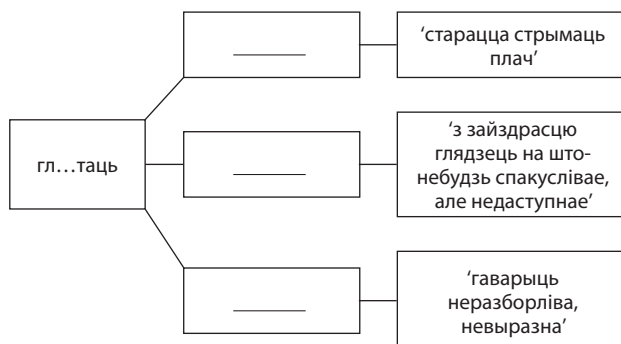 ‘старацца стрымаць
плач’
гл...таць
‘з зайздрасцю
глядзець на што-
небудзь спакуслівае,
але недаступнае’
‘гаварыць
неразборліва,
невыразна’